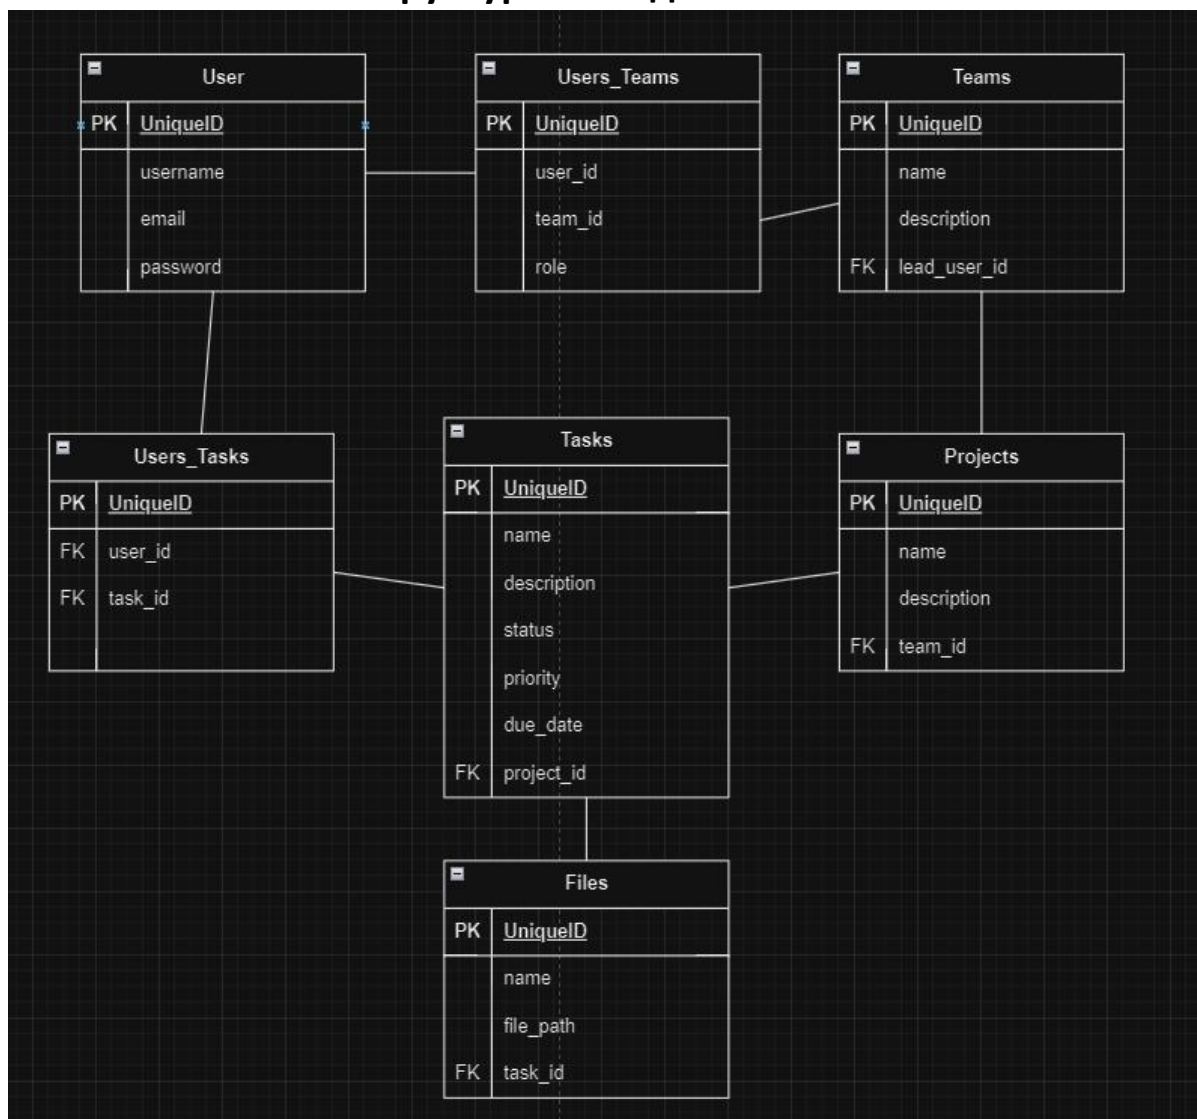 User
PK UniqueID
username
email
password
Users_Teams
PK UniqueID
user_id
team_id
role
Teams
PK UniqueID
name
description
FK lead_user_id
Users_Tasks
PK UniqueID
FK user_id
FK task_id
Tasks
PK UniqueID
name
description
status
priority
due_date
FK project_id
Projects
PK UniqueID
name
description
FK team_id
Files
PK UniqueID
name
file_path
FK task_id